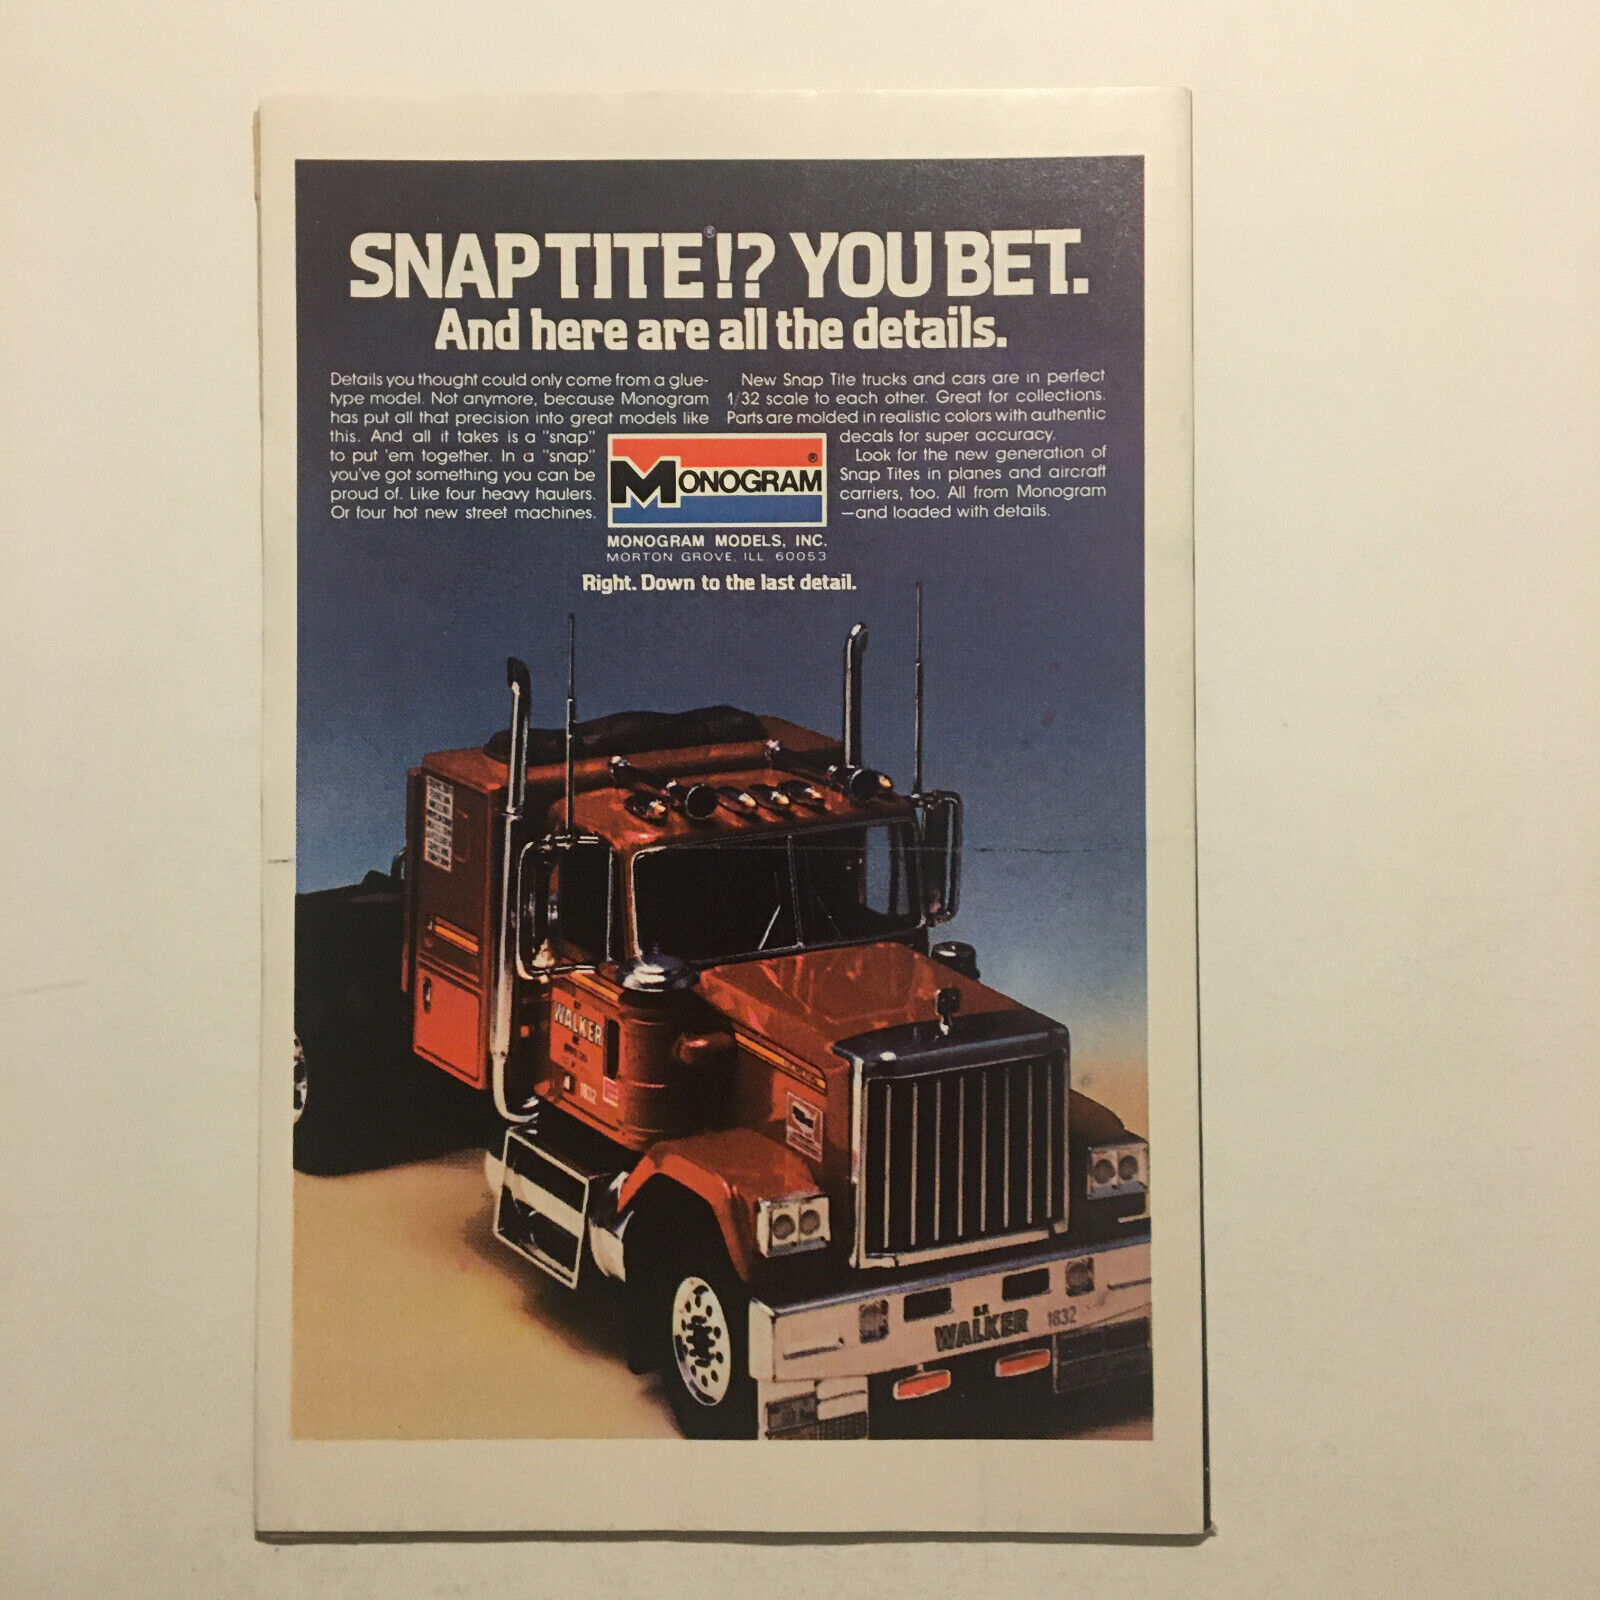 SNAP TITE®!? YOU BET.
And here are all the details.
Details you thought could only come from a glue-
type model. Not anymore, because Monogram
has put all that precision into great models like
this. And all it takes is a "snap"
to put 'em together. In a "snap"
you've got something you can be
proud of. Like four heavy haulers.
Or four hot new street machines.
New Snap Tite trucks and cars are in perfect
1/32 scale to each other. Great for collections.
Parts are molded in realistic colors with authentic
decals for super accuracy.
Look for the new generation of
Snap Tites in planes and aircraft
carriers, too. All from Monogram
—and loaded with details.
MONOGRAM®
MONOGRAM MODELS, INC.
MORTON GROVE, ILL 60053
Right. Down to the last detail.
WALKER
1832
WALKER 1832